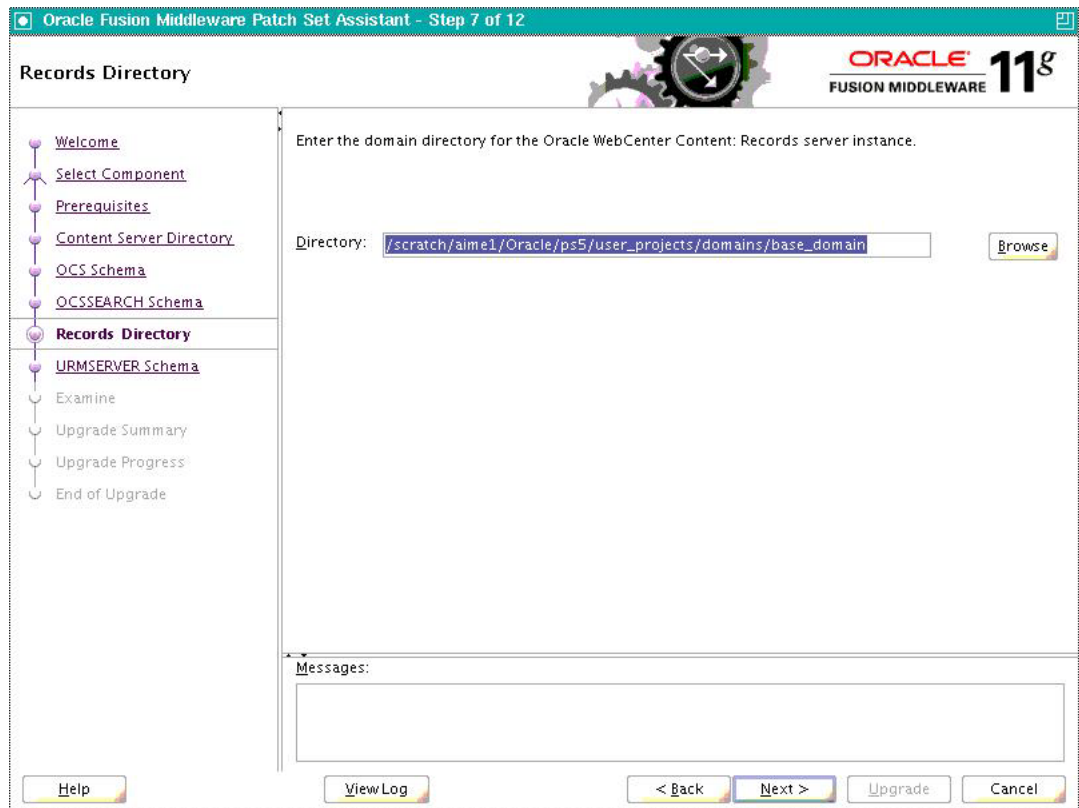 Oracle Fusion Middleware Patch Set Assistant - Step 7 of 12
Records Directory
ORACLE
FUSION MIDDLEWARE
11g
Welcome
Select Component
Prerequisites
Content Server Directory
OCS Schema
OCSSEARCH Schema
Records Directory
URMSERVER Schema
Examine
Upgrade Summary
Upgrade Progress
End of Upgrade
Enter the domain directory for the Oracle WebCenter Content: Records server instance.
Directory: /scratch/aime1/Oracle/ps5/user_projects/domains/base_domain Browse
Messages:
Help View Log < Back Next > Upgrade Cancel